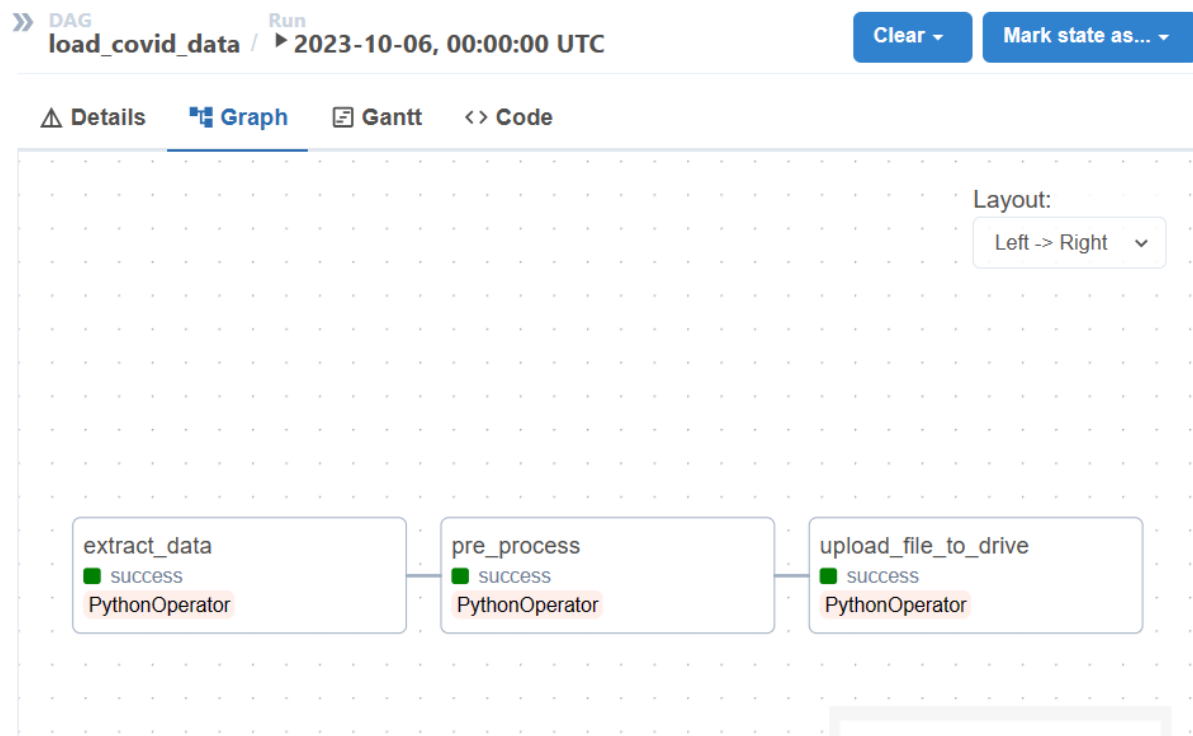 DAG Run
load_covid_data / 2023-10-06, 00:00:00 UTC
Clear
Mark state as...
Details
Graph
Gantt
<> Code
Layout:
Left -> Right
extract_data
success
PythonOperator
pre_process
success
PythonOperator
upload_file_to_drive
success
PythonOperator